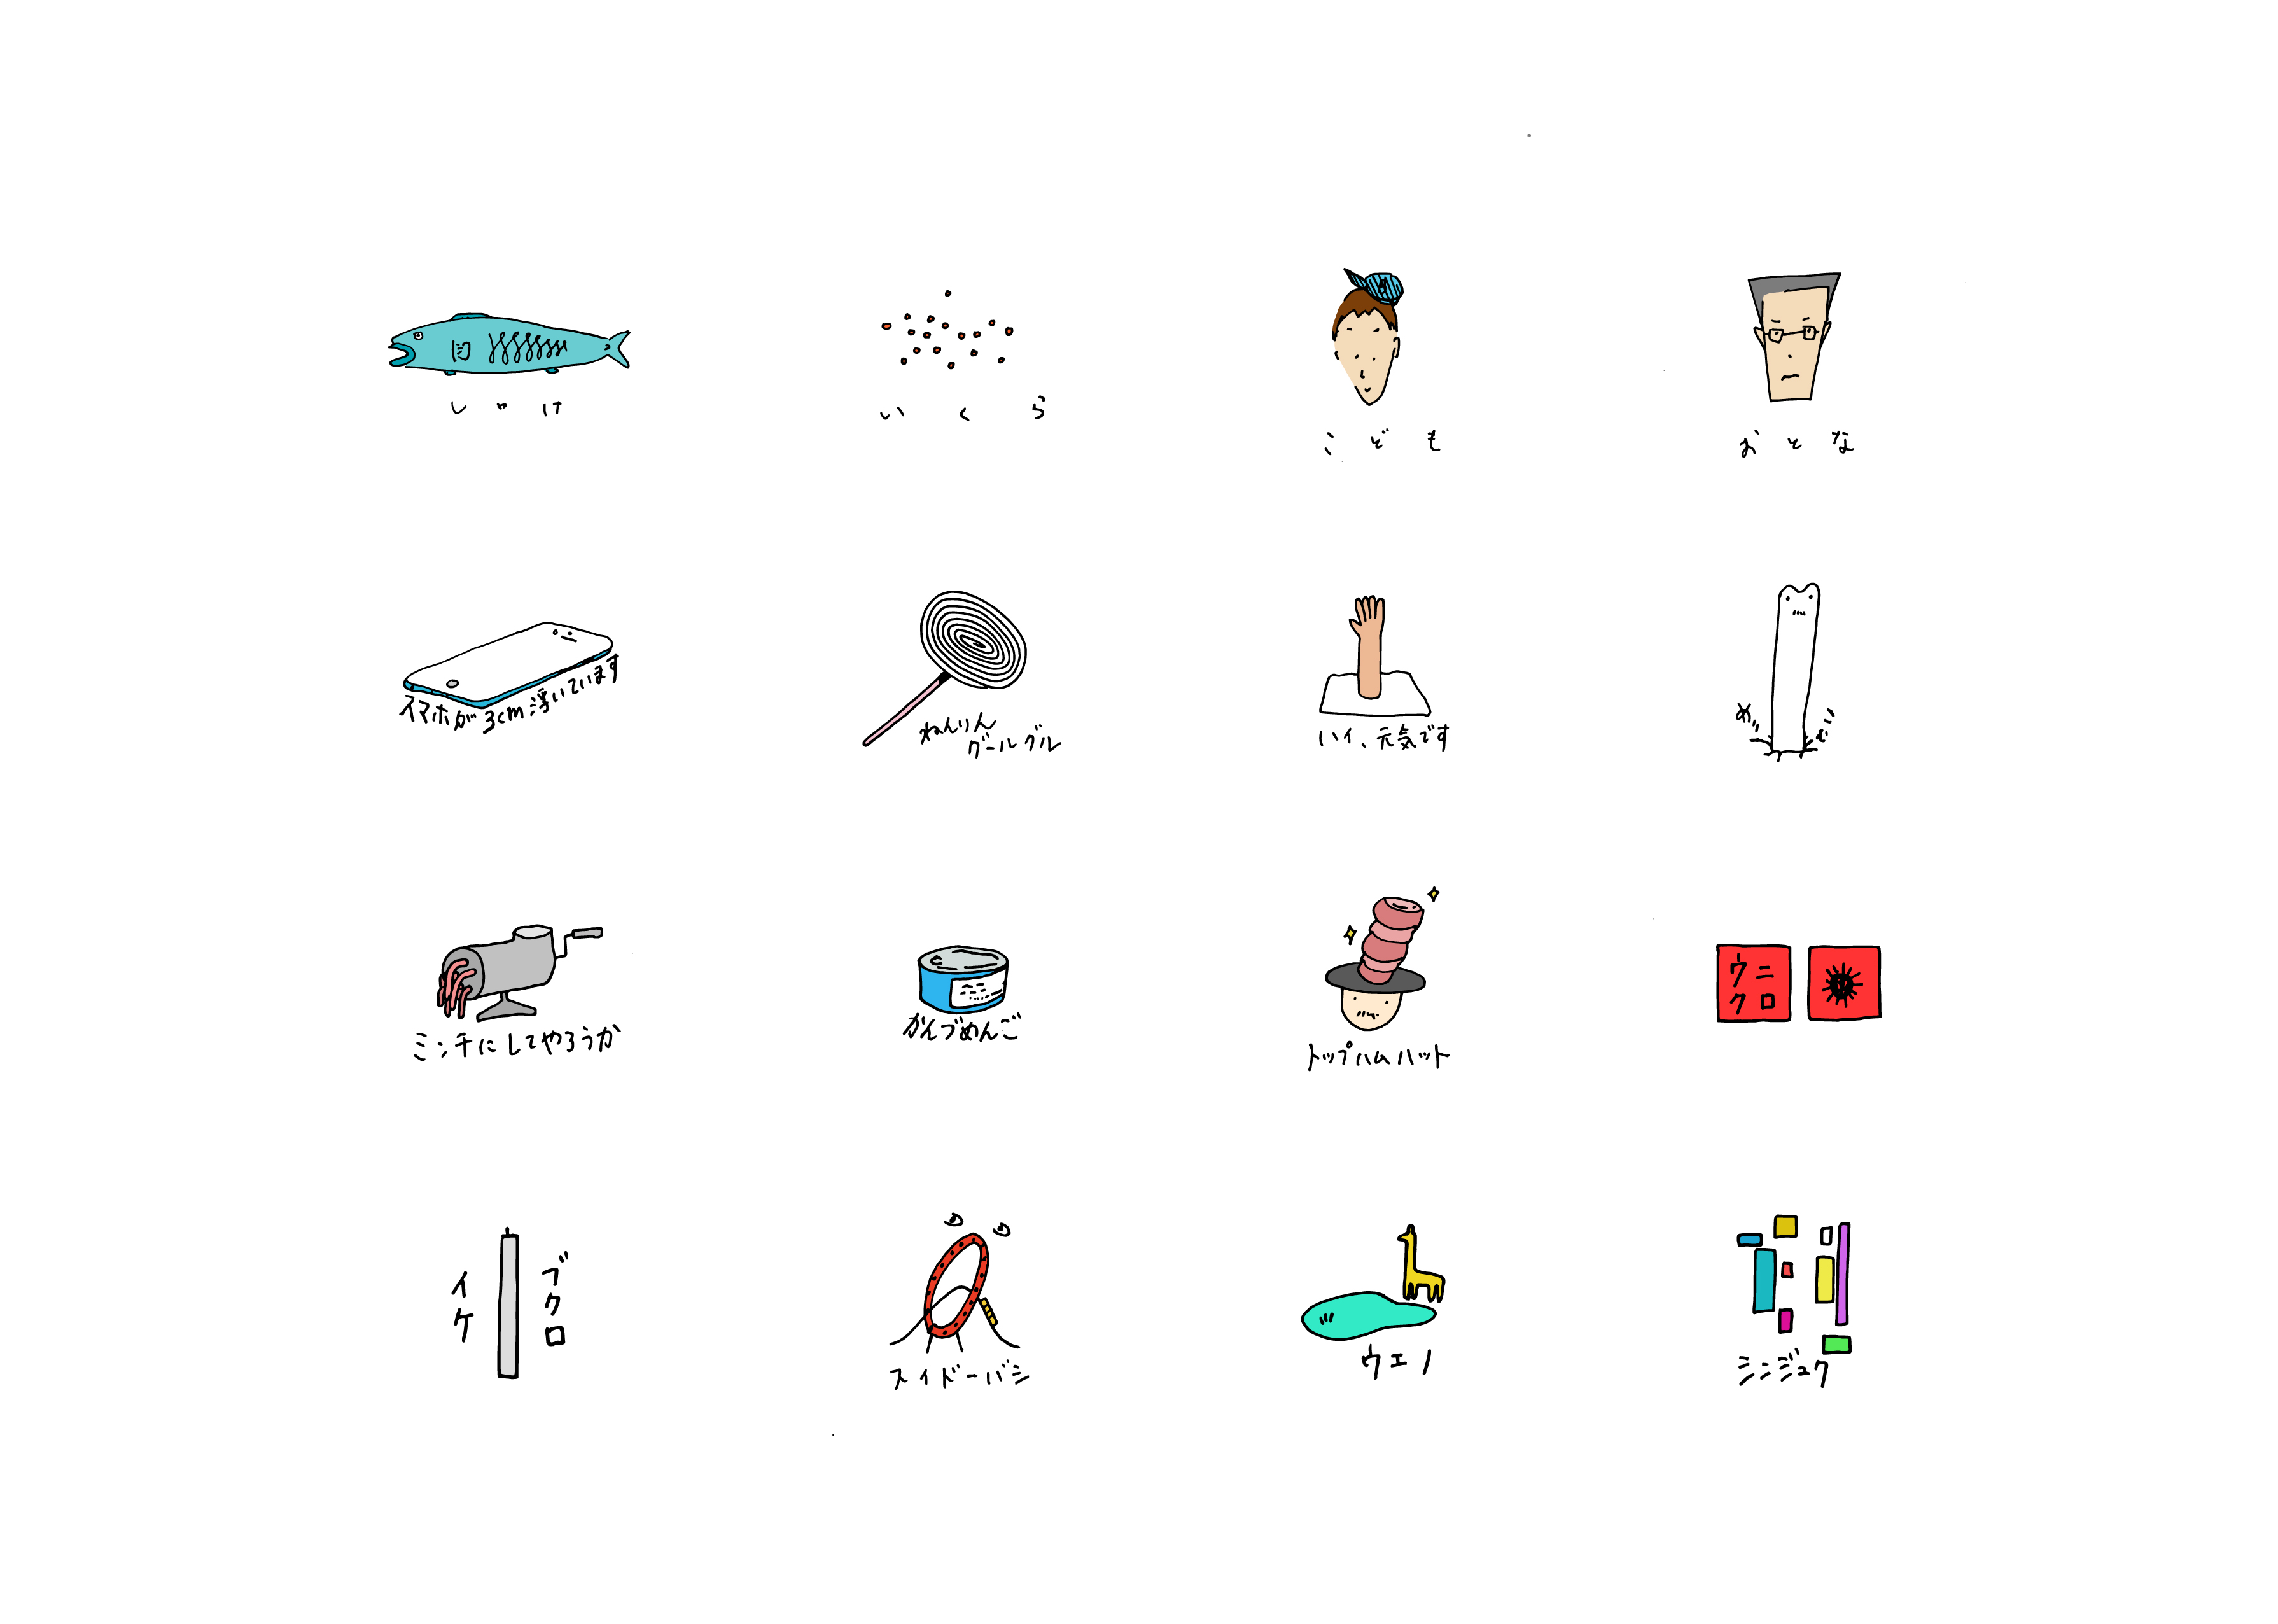 しゃけ
いくら
こども
おとな
スマホが3cm浮いています
ねんりん
グールグル
ハイ、元気です
めッ
こ
ミンチにしてやろうか
かんづめんご
トップハムハット
ウニ
クロ
イケ
ブクロ
スイドーバシ
ウエノ
シンジュク